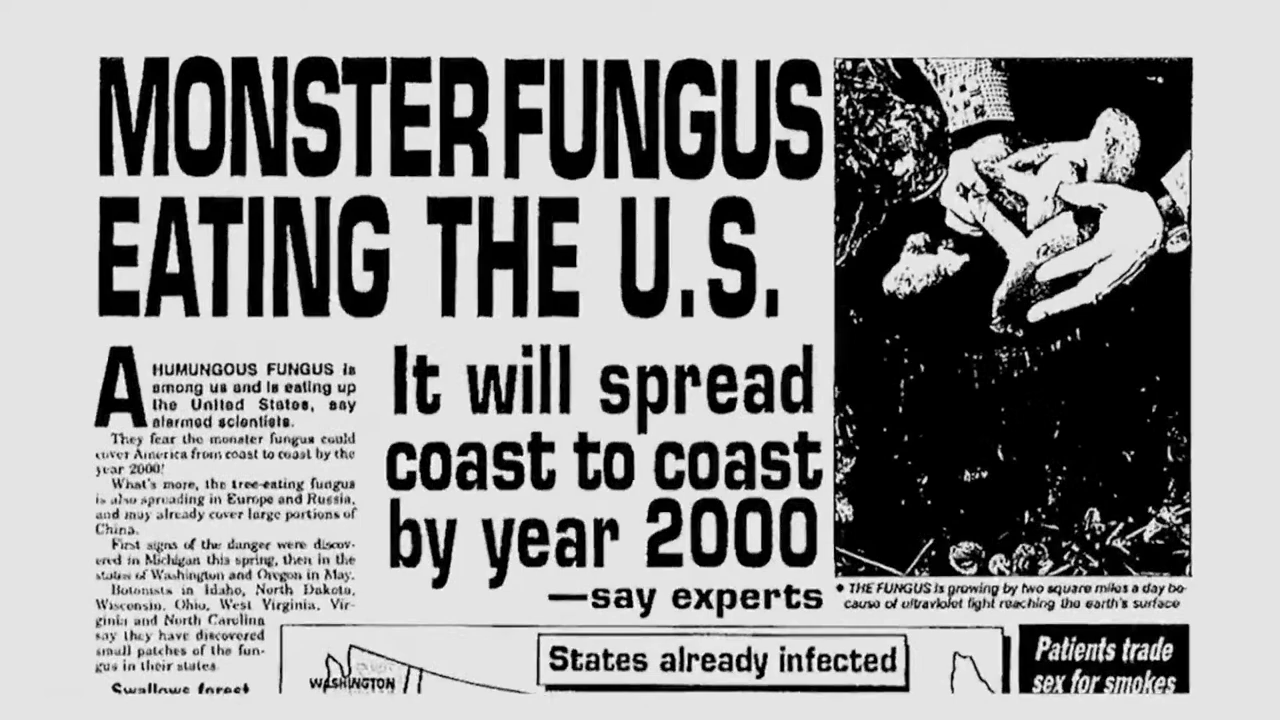 MONSTER FUNGUS
EATING THE U.S.
It will spread
coast to coast
by year 2000
—say experts
A HUMUNGOUS FUNGUS is
among us and is eating up
the United States, say
alarmed scientists.
They fear the monster fungus could
cover America from coast to coast by the
year 2000!
What's more, the tree-eating fungus
is also spreading in Europe and Russia,
and may already cover large portions of
China.
First signs of the danger were discov-
ered in Michigan this spring, then in the
states of Washington and Oregon in May.
Botonists in Idaho, North Dakota,
Wisconsin, Ohio, West Virginia, Vir-
ginia and North Carolina
say they have discovered
small patches of the fun-
gus in their states.
Swallows forest
• THE FUNGUS is growing by two square miles a day be-
cause of ultraviolet light reaching the earth's surface
States already infected
WASHINGTON
Patients trade
sex for smokes